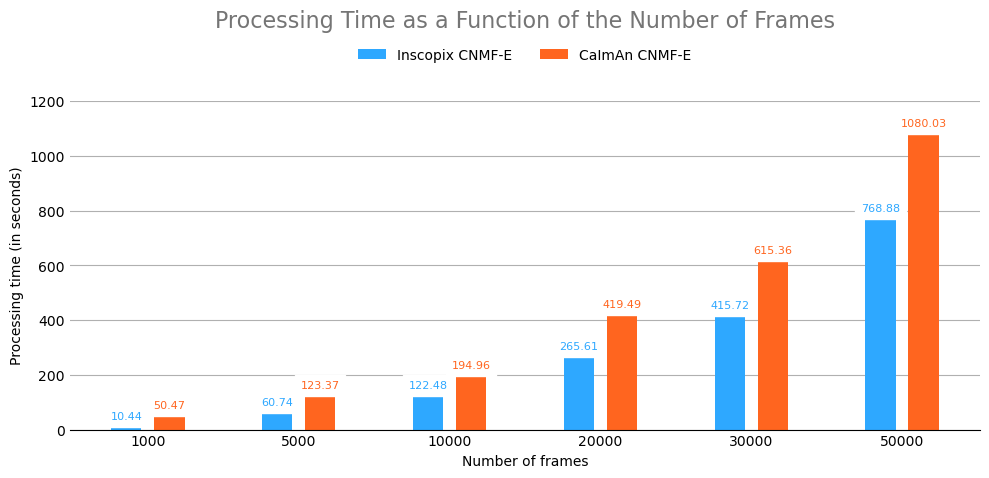 Processing Time as a Function of the Number of Frames
Inscopix CNMF-E CaImAn CNMF-E
Processing time (in seconds)
1200
1000
800
600
400
200
0
10.44 50.47
60.74 123.37
122.48 194.96
265.61 419.49
415.72 615.36
768.88 1080.03
1000 5000 10000 20000 30000 50000
Number of frames